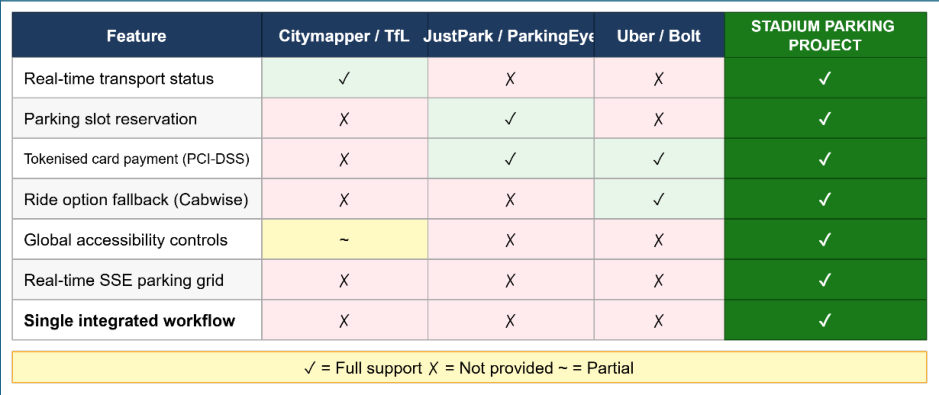 Feature Citymapper / TfL JustPark / ParkingEye Uber / Bolt STADIUM PARKING
PROJECT
Real-time transport status ✓ ✗ ✗ ✓
Parking slot reservation ✗ ✓ ✗ ✓
Tokenised card payment (PCI-DSS) ✗ ✓ ✓ ✓
Ride option fallback (Cabwise) ✗ ✗ ✓ ✓
Global accessibility controls ~ ✗ ✗ ✓
Real-time SSE parking grid ✗ ✗ ✗ ✓
Single integrated workflow ✗ ✗ ✗ ✓
✓ = Full support ✗ = Not provided ~ = Partial